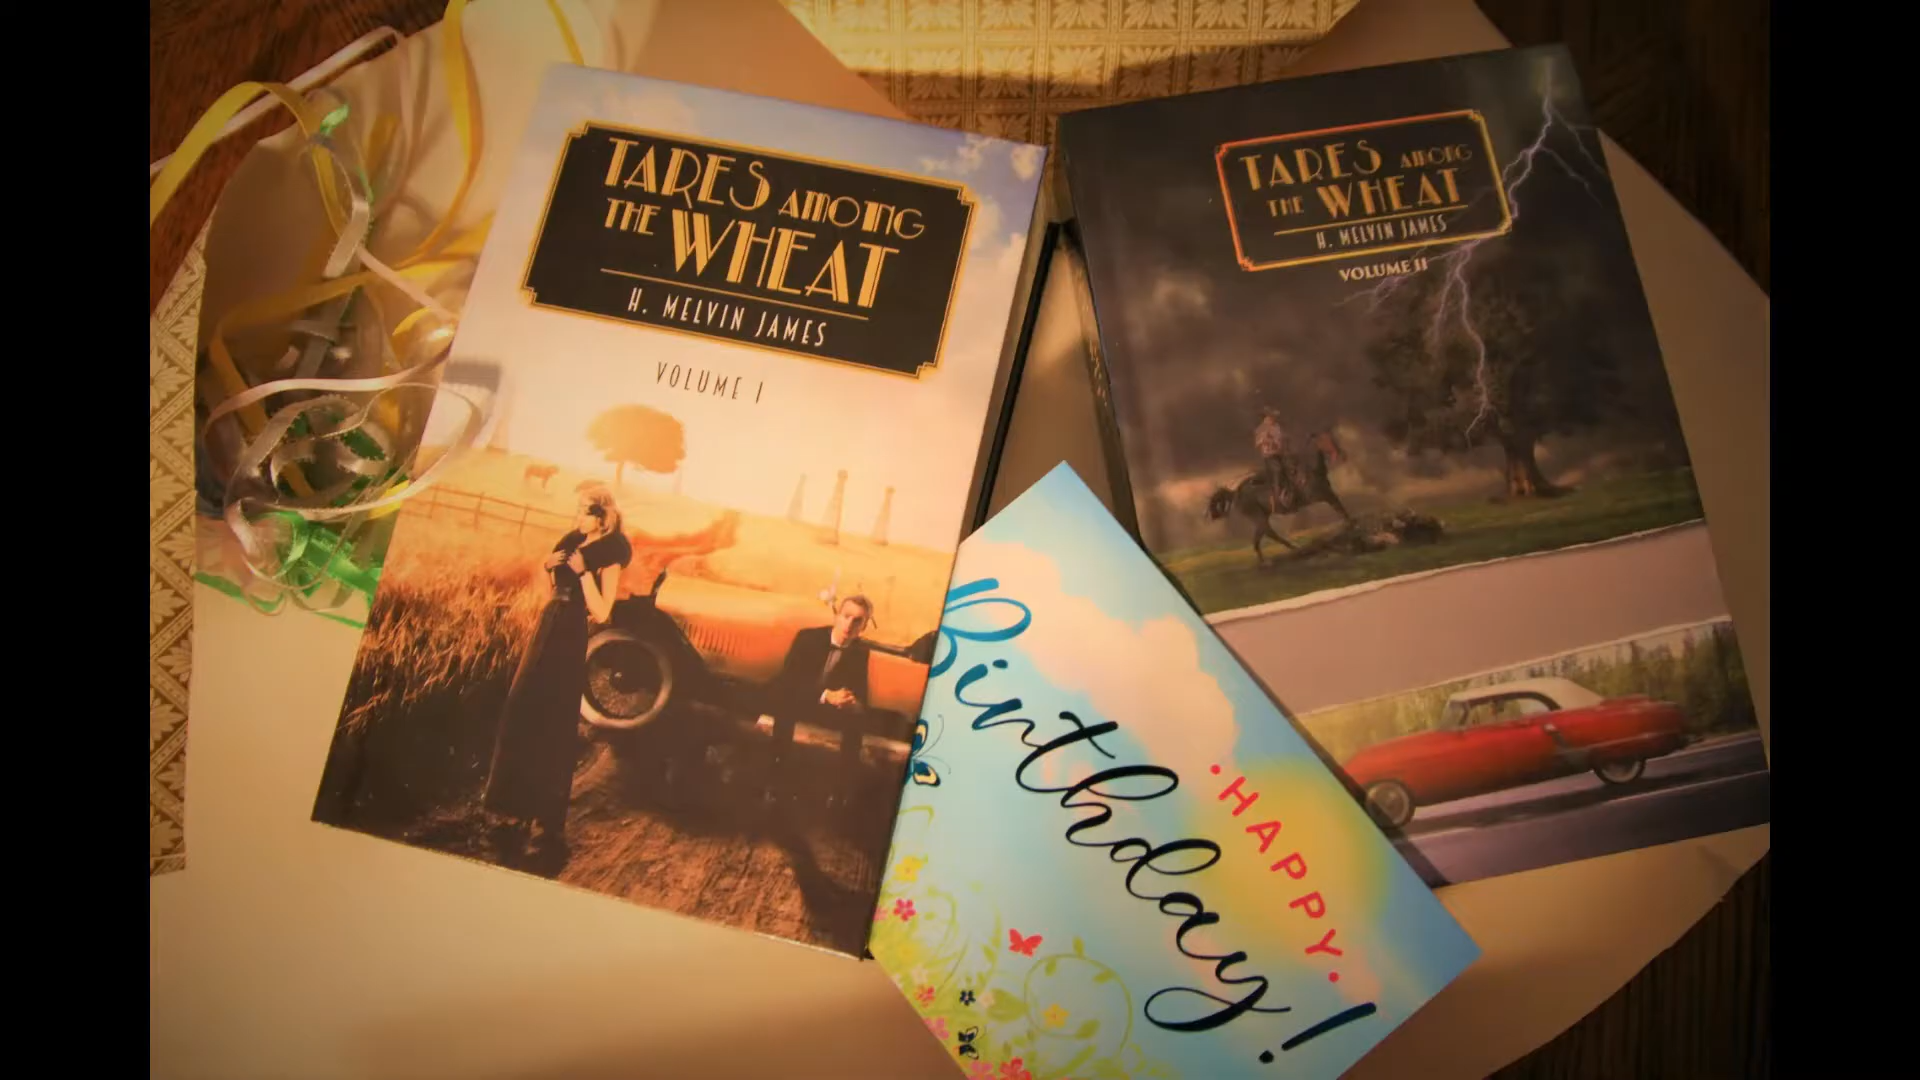 TARES AMONG
THE WHEAT
H. MELVIN JAMES
VOLUME I
TARES AMONG
THE WHEAT
H. MELVIN JAMES
VOLUME II
• HAPPY •
Birthday!